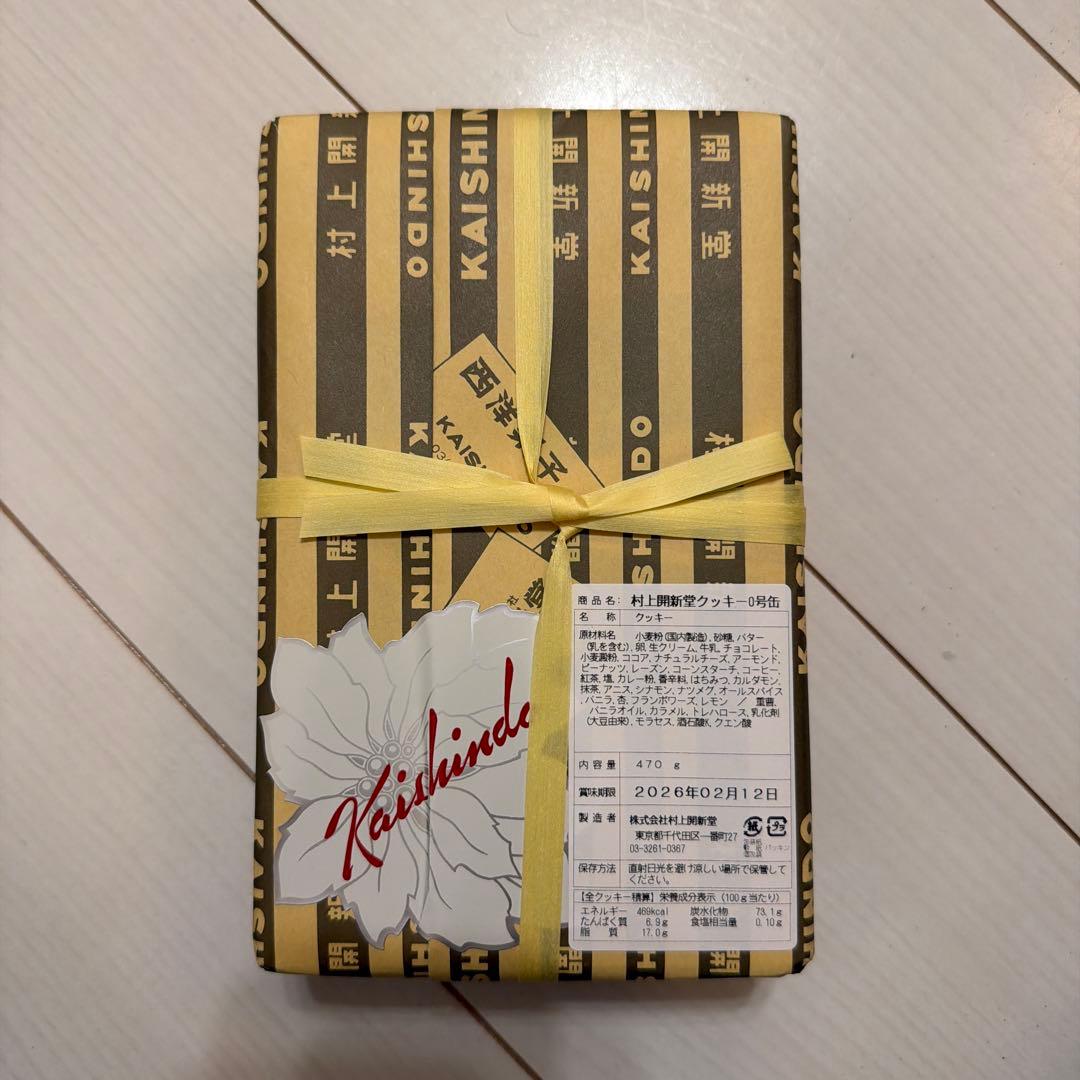 村上開
KAISHINDO
KAISHIN
開新堂
KAISHIN
開新堂
西洋菓子
KAIS
Kaishindo
商品名： 村上開新堂クッキー0号缶
名　称 クッキー
原材料名 小麦粉(国内製造)、砂糖、バター
(乳を含む)、卵、生クリーム、牛乳、チョコレート、
小麦澱粉、ココア、ナチュラルチーズ、アーモンド、
ピーナッツ、レーズン、コーンスターチ、コーヒー、
紅茶、塩、カレー粉、香辛料、はちみつ、カルダモン、
抹茶、アニス、シナモン、ナツメグ、オールスパイス
、バニラ、杏、フランボワーズ、レモン ／ 重曹、
バニラオイル、カラメル、トレハロース、乳化剤
(大豆由来)、モラセス、酒石酸K、クエン酸
内容量 470 g
賞味期限 2026年02月12日
製造者 株式会社村上開新堂
東京都千代田区一番町27
03-3261-0367
紙 プラ
保存方法 直射日光を避け涼しい場所で保管して
ください。
【全クッキー積算】栄養成分表示（100g当たり）
エネルギー 469kcal 炭水化物 73.1g
たんぱく質 6.9g 食塩相当量 0.10g
脂　質 17.0g